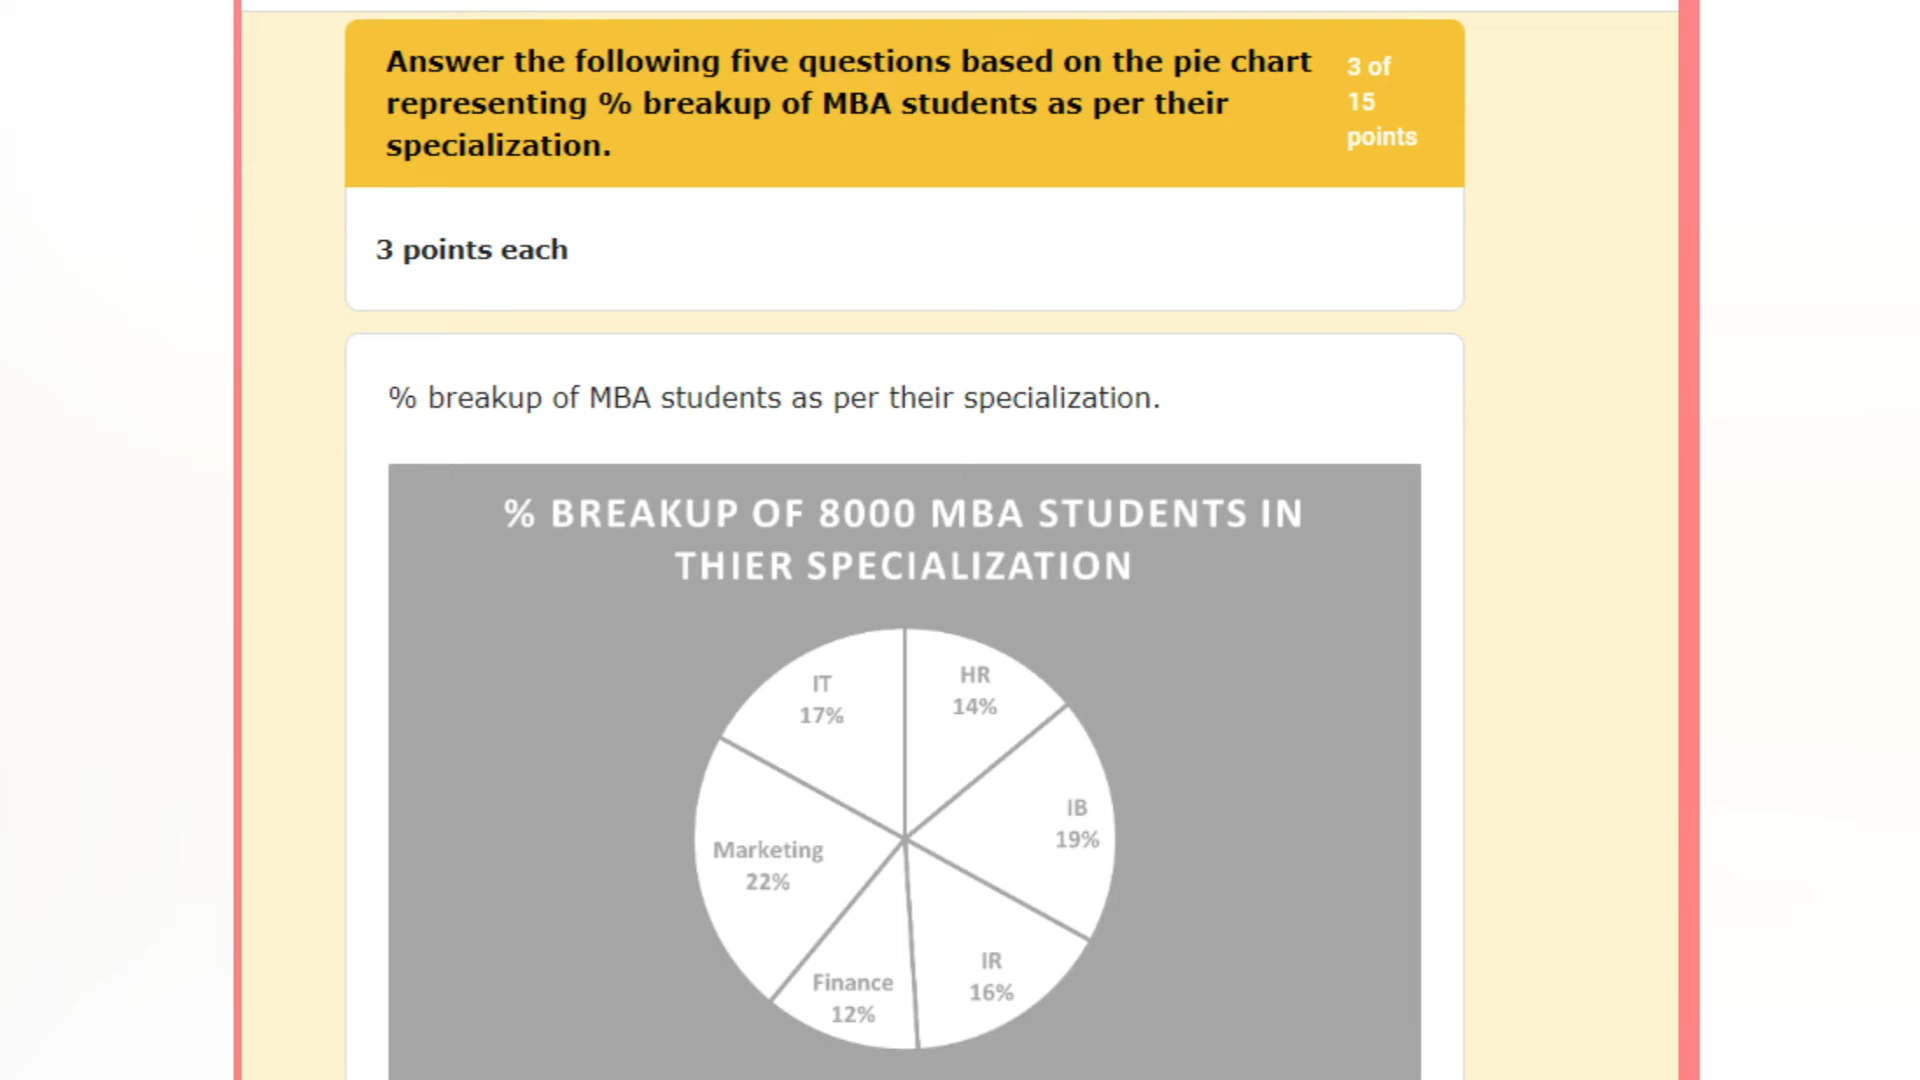 Answer the following five questions based on the pie chart
representing % breakup of MBA students as per their
specialization.
3 of
15
points
3 points each
% breakup of MBA students as per their specialization.
% BREAKUP OF 8000 MBA STUDENTS IN
THIER SPECIALIZATION
IT
17%
HR
14%
IB
19%
Marketing
22%
IR
16%
Finance
12%